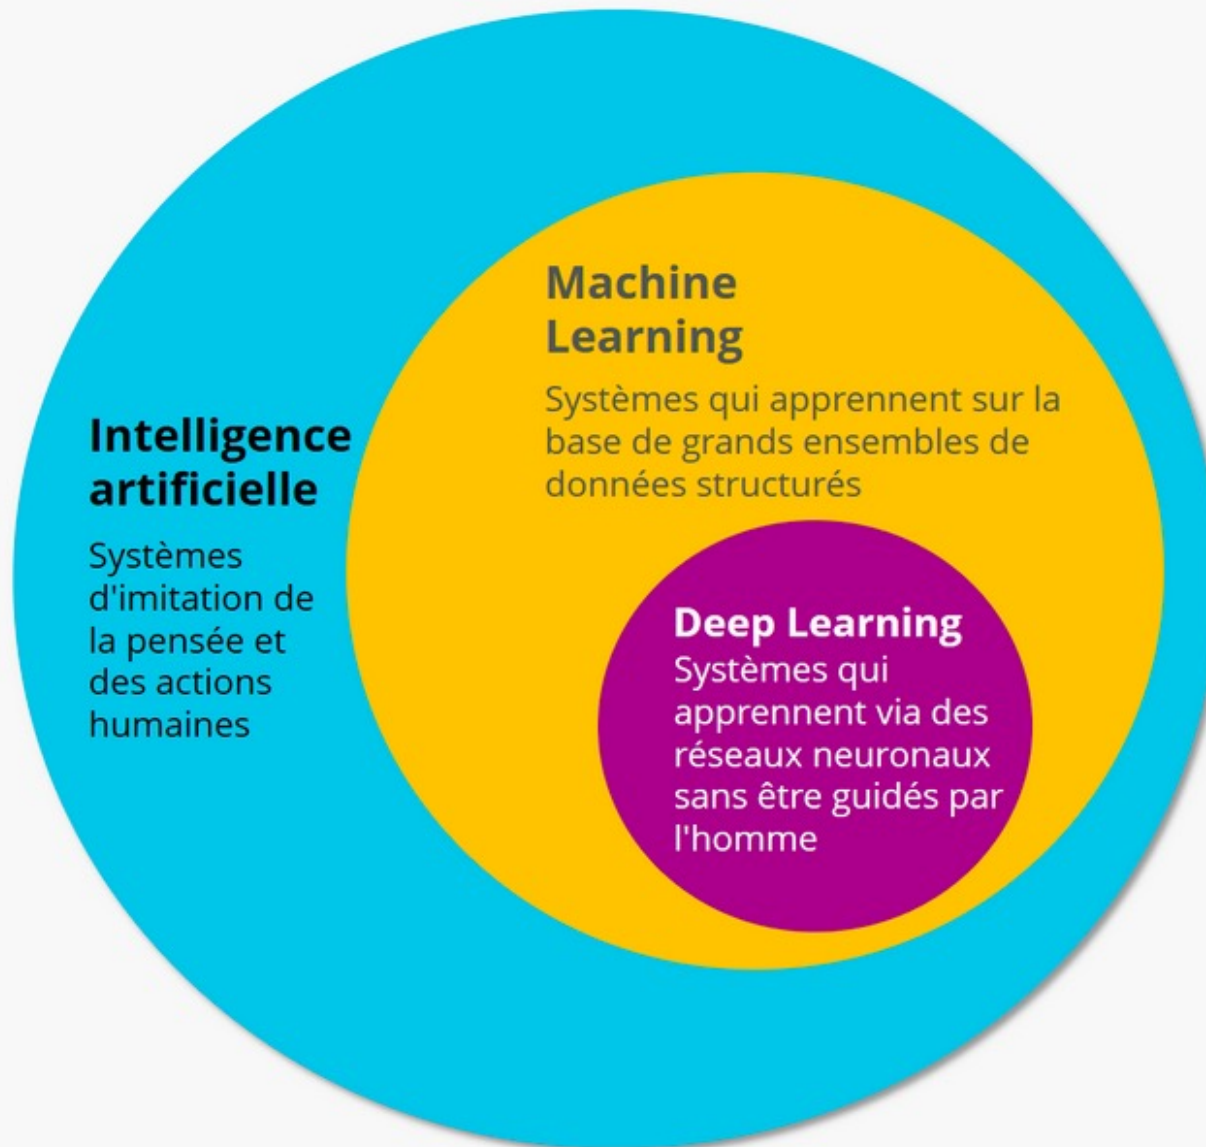 Intelligence
artificielle
Systèmes
d'imitation de
la pensée et
des actions
humaines
Machine
Learning
Systèmes qui apprennent sur la
base de grands ensembles de
données structurés
Deep Learning
Systèmes qui
apprennent via des
réseaux neuronaux
sans être guidés par
l'homme